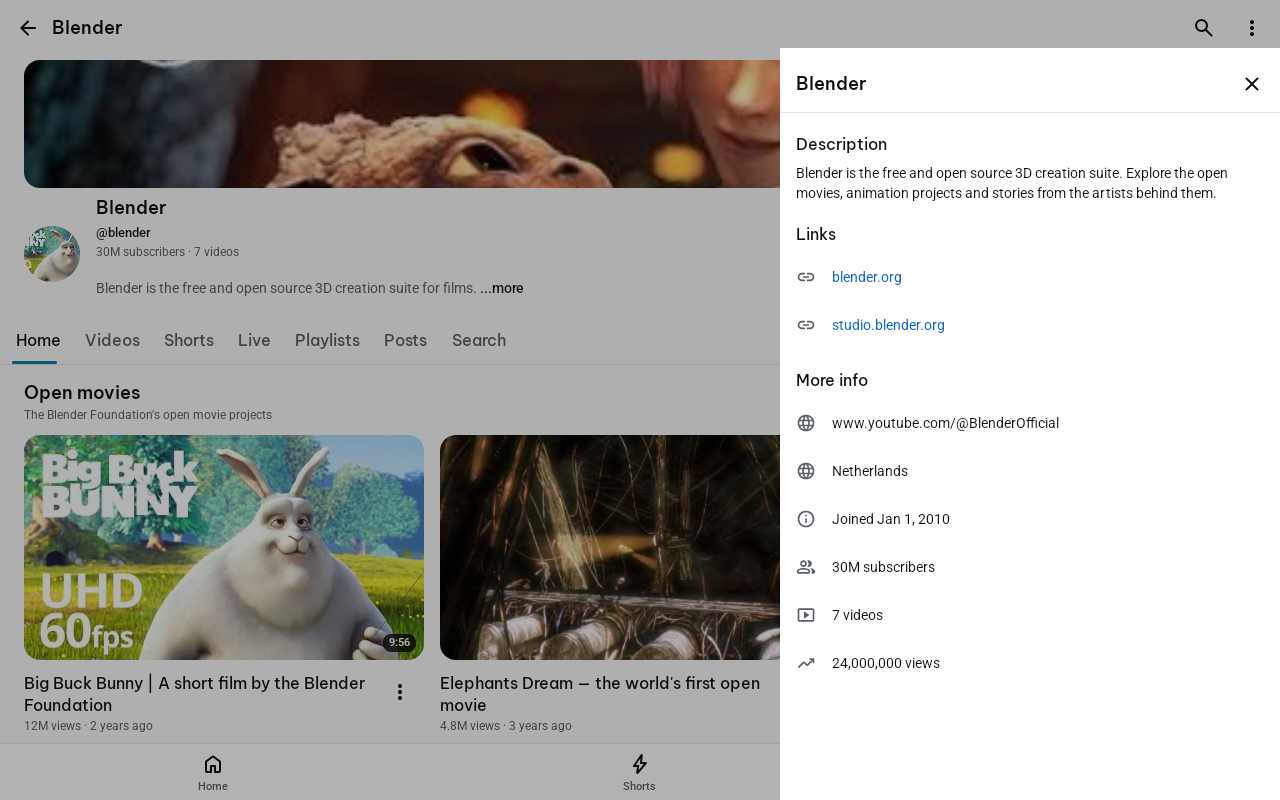 Blender
Blender
@blender
30M subscribers · 7 videos
Blender is the free and open source 3D creation suite for films. ...more
Home
Videos
Shorts
Live
Playlists
Posts
Search
Open movies
The Blender Foundation's open movie projects
Big Buck
BUNNY
UHD
60fps
9:56
Big Buck Bunny | A short film by the Blender
Foundation
12M views · 2 years ago
Elephants Dream — the world's first open
movie
4.8M views · 3 years ago
Home
Shorts
Blender
Description
Blender is the free and open source 3D creation suite. Explore the open
movies, animation projects and stories from the artists behind them.
Links
blender.org
studio.blender.org
More info
www.youtube.com/@BlenderOfficial
Netherlands
Joined Jan 1, 2010
30M subscribers
7 videos
24,000,000 views